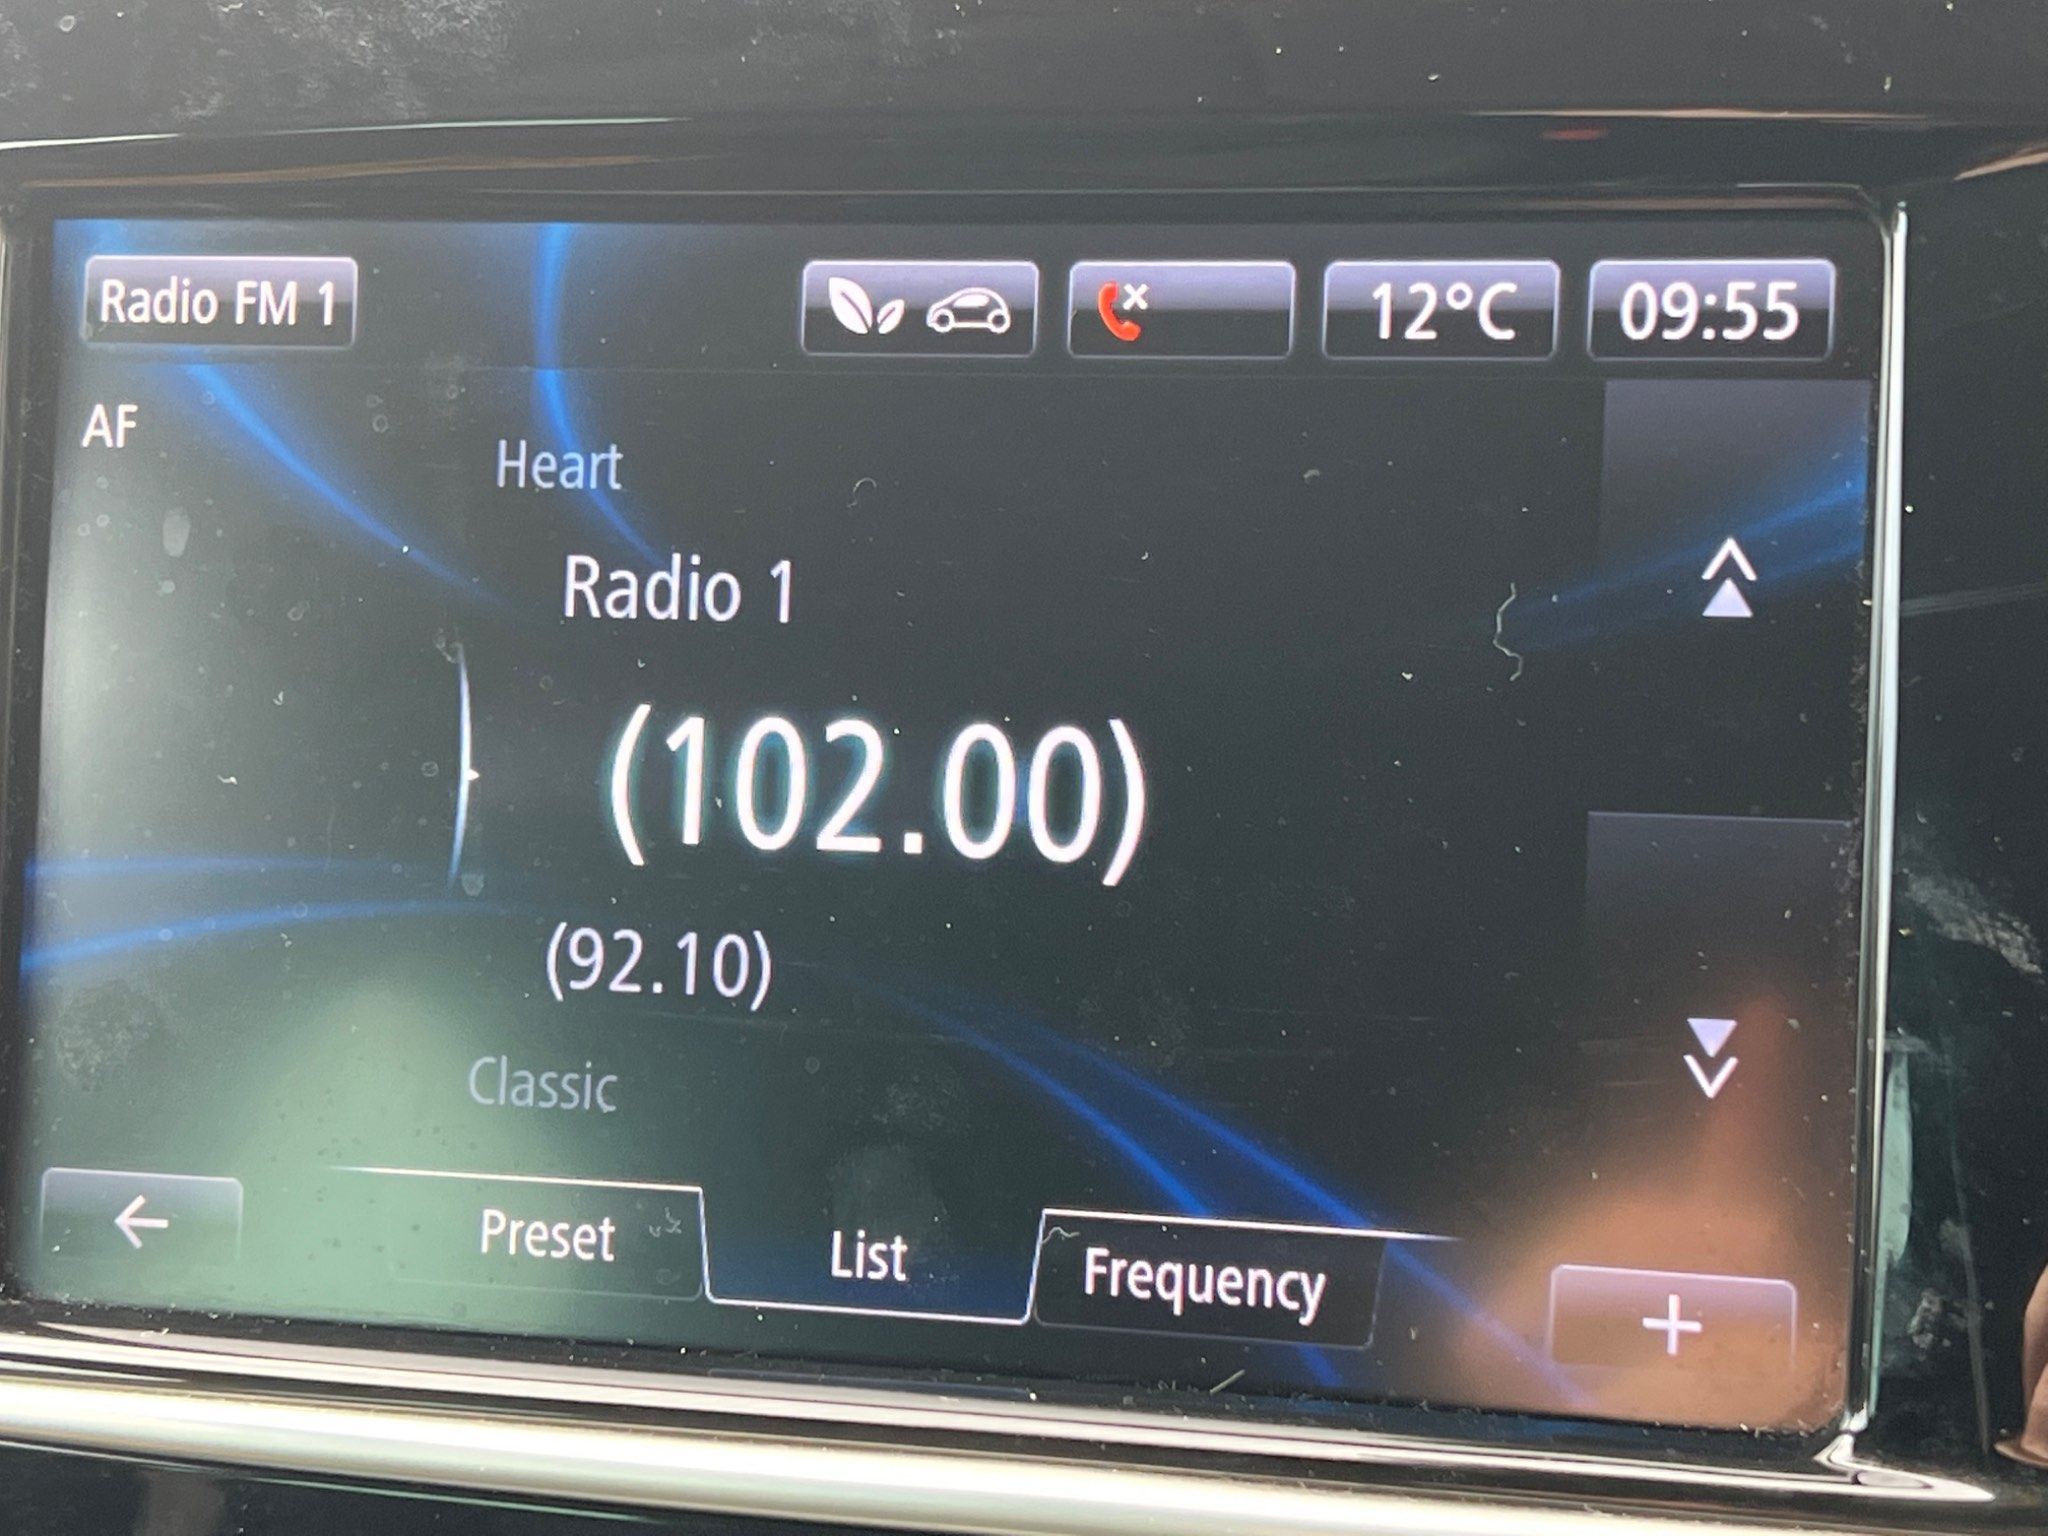 Radio FM 1
12°C
09:55
AF
Heart
Radio 1
(102.00)
(92.10)
Classic
Preset
List
Frequency
+